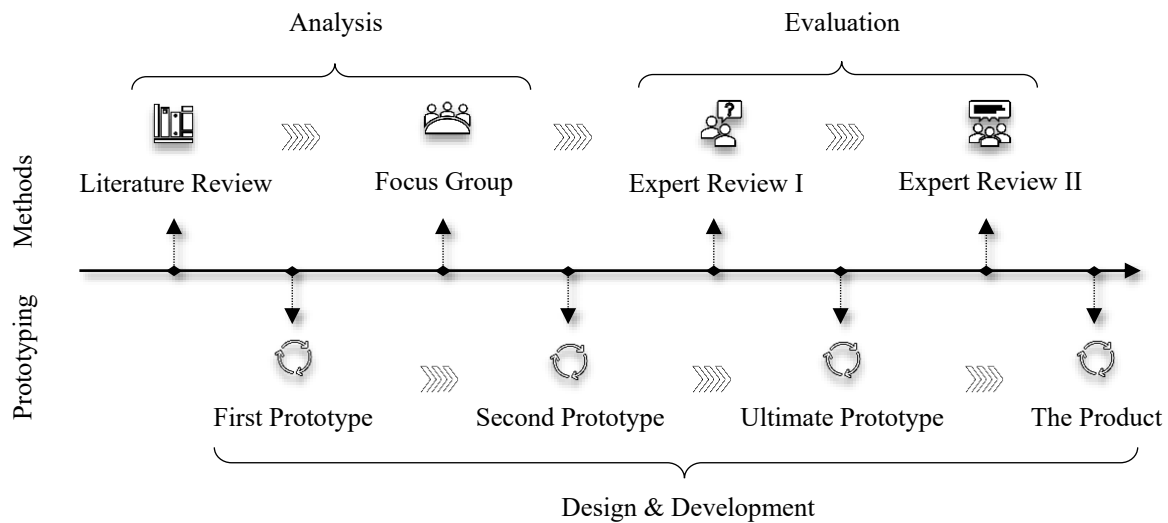 Analysis
Evaluation
?
Literature Review
Focus Group
Expert Review I
Expert Review II
Methods
Prototyping
First Prototype
Second Prototype
Ultimate Prototype
The Product
Design & Development